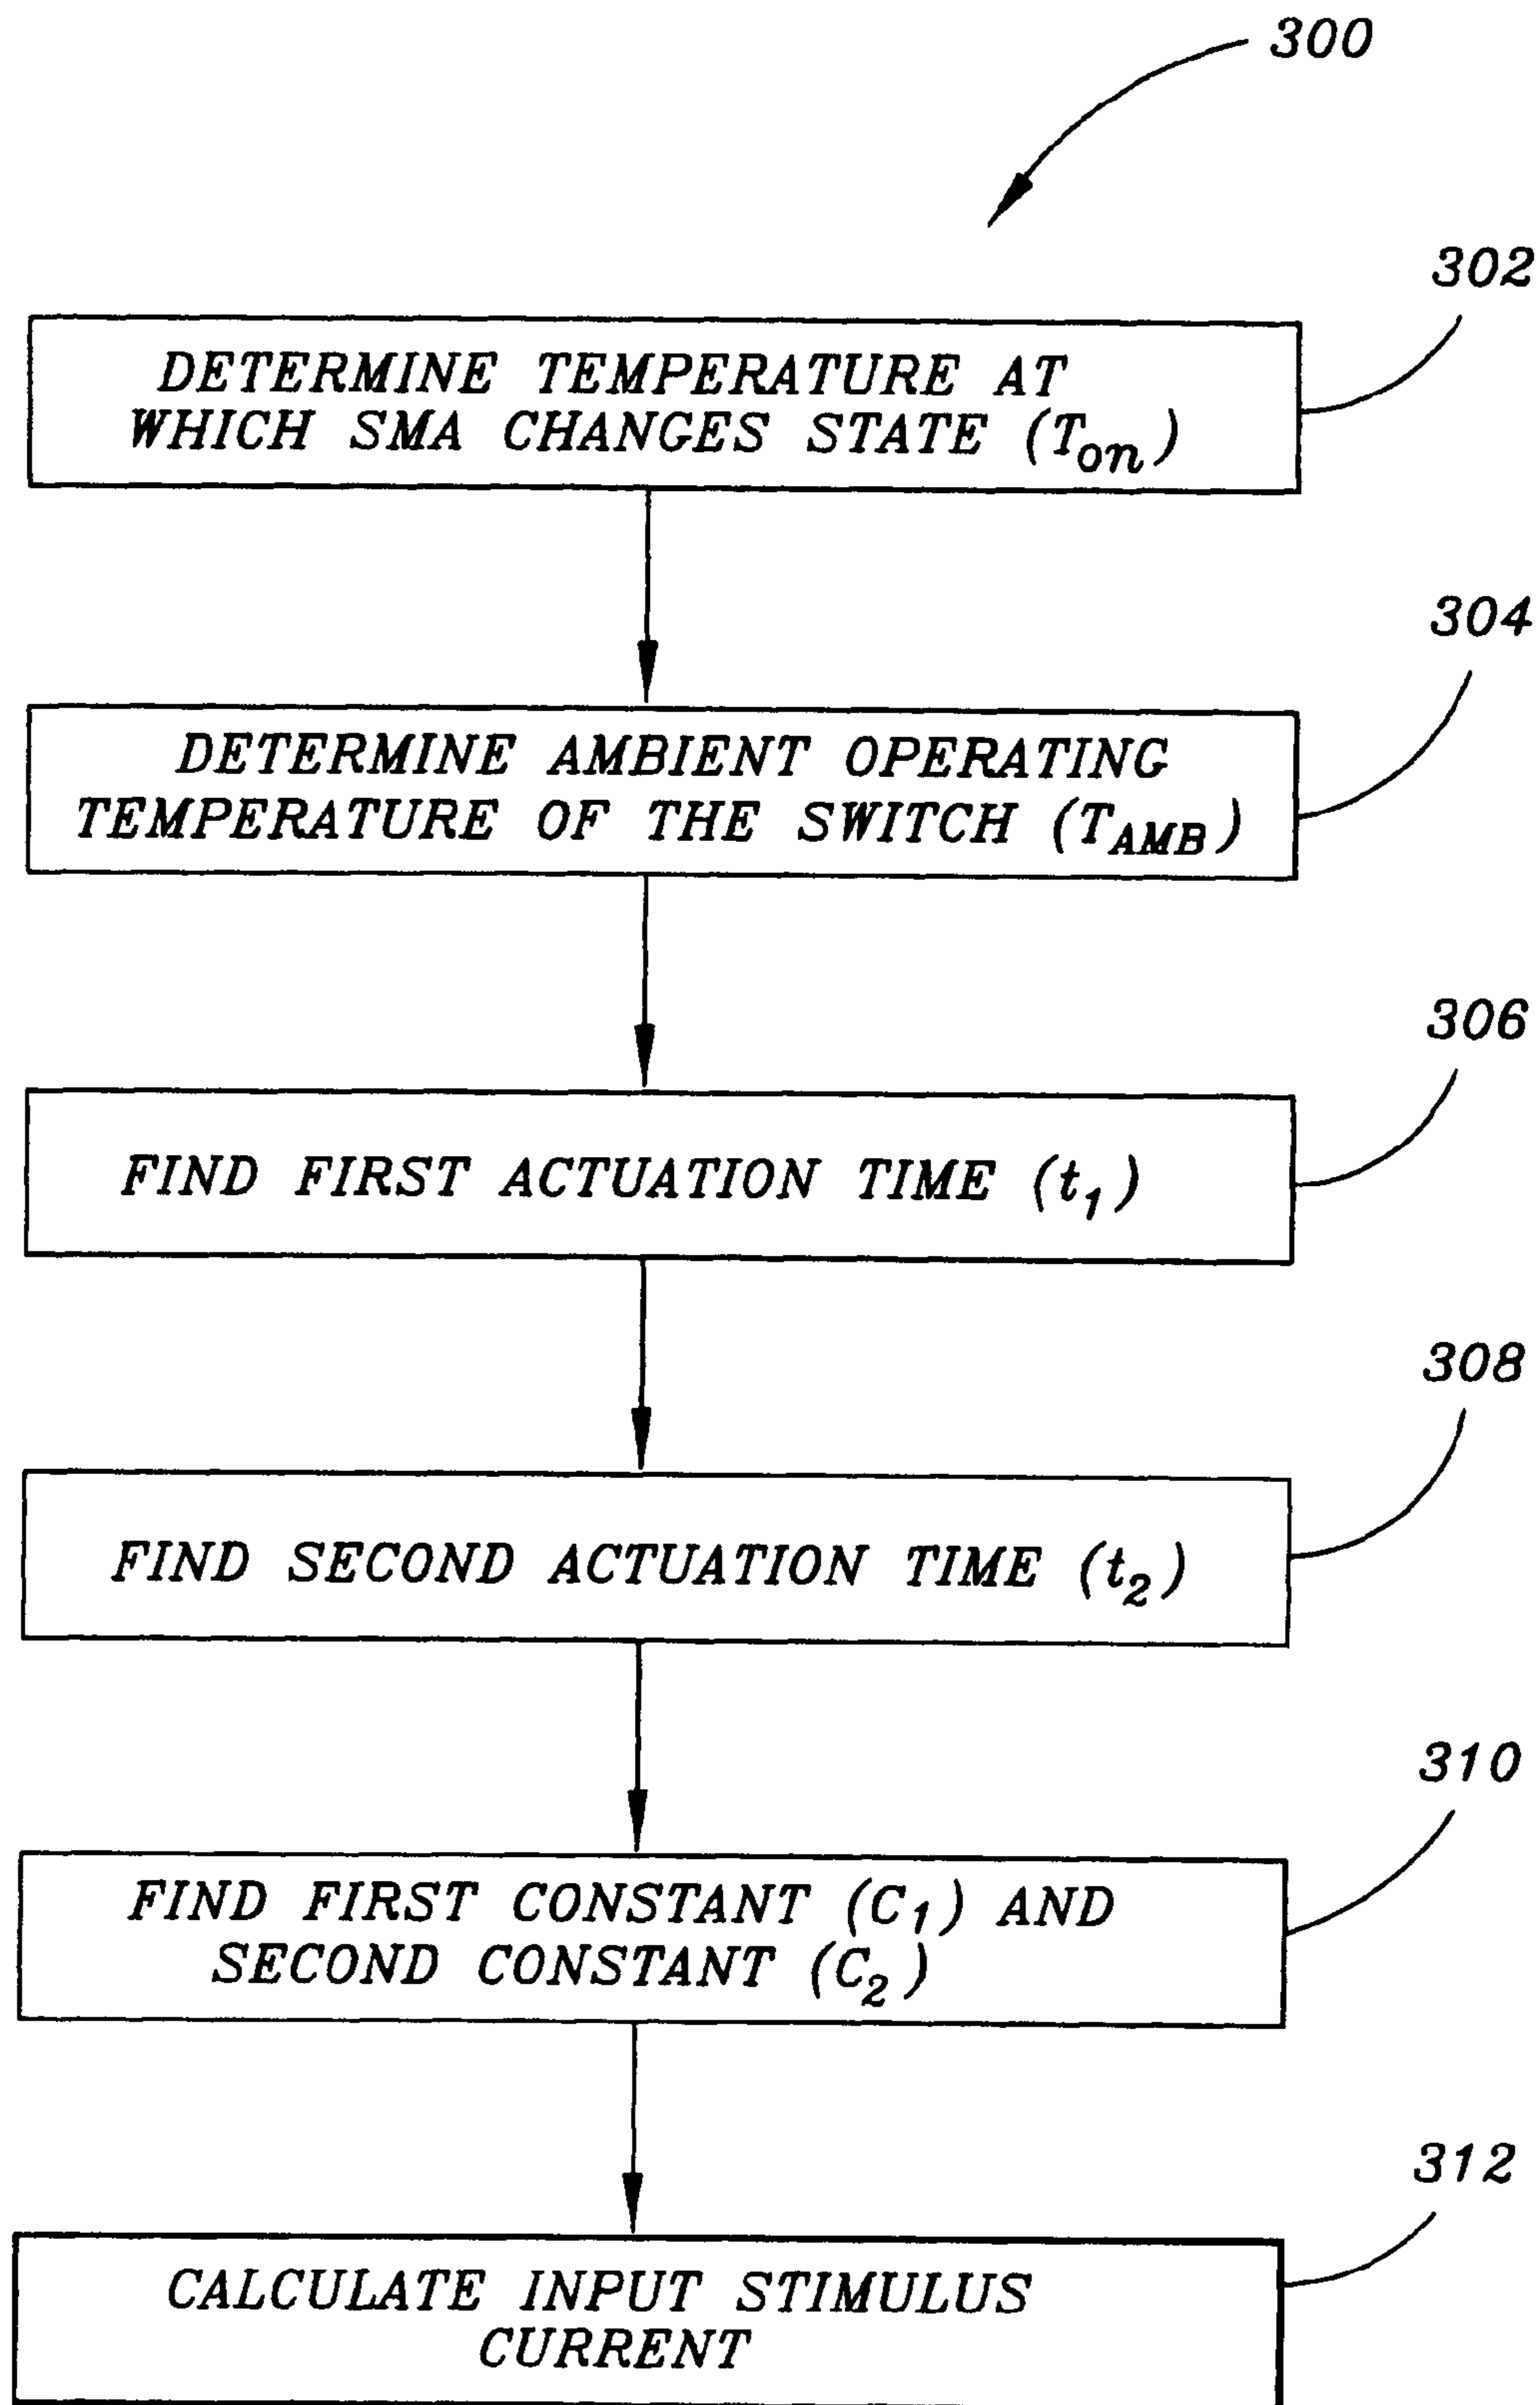 300
302
DETERMINE TEMPERATURE AT
WHICH SMA CHANGES STATE (Ton)
304
DETERMINE AMBIENT OPERATING
TEMPERATURE OF THE SWITCH (TAMB)
306
FIND FIRST ACTUATION TIME (t1)
308
FIND SECOND ACTUATION TIME (t2)
310
FIND FIRST CONSTANT (C1) AND
SECOND CONSTANT (C2)
312
CALCULATE INPUT STIMULUS
CURRENT